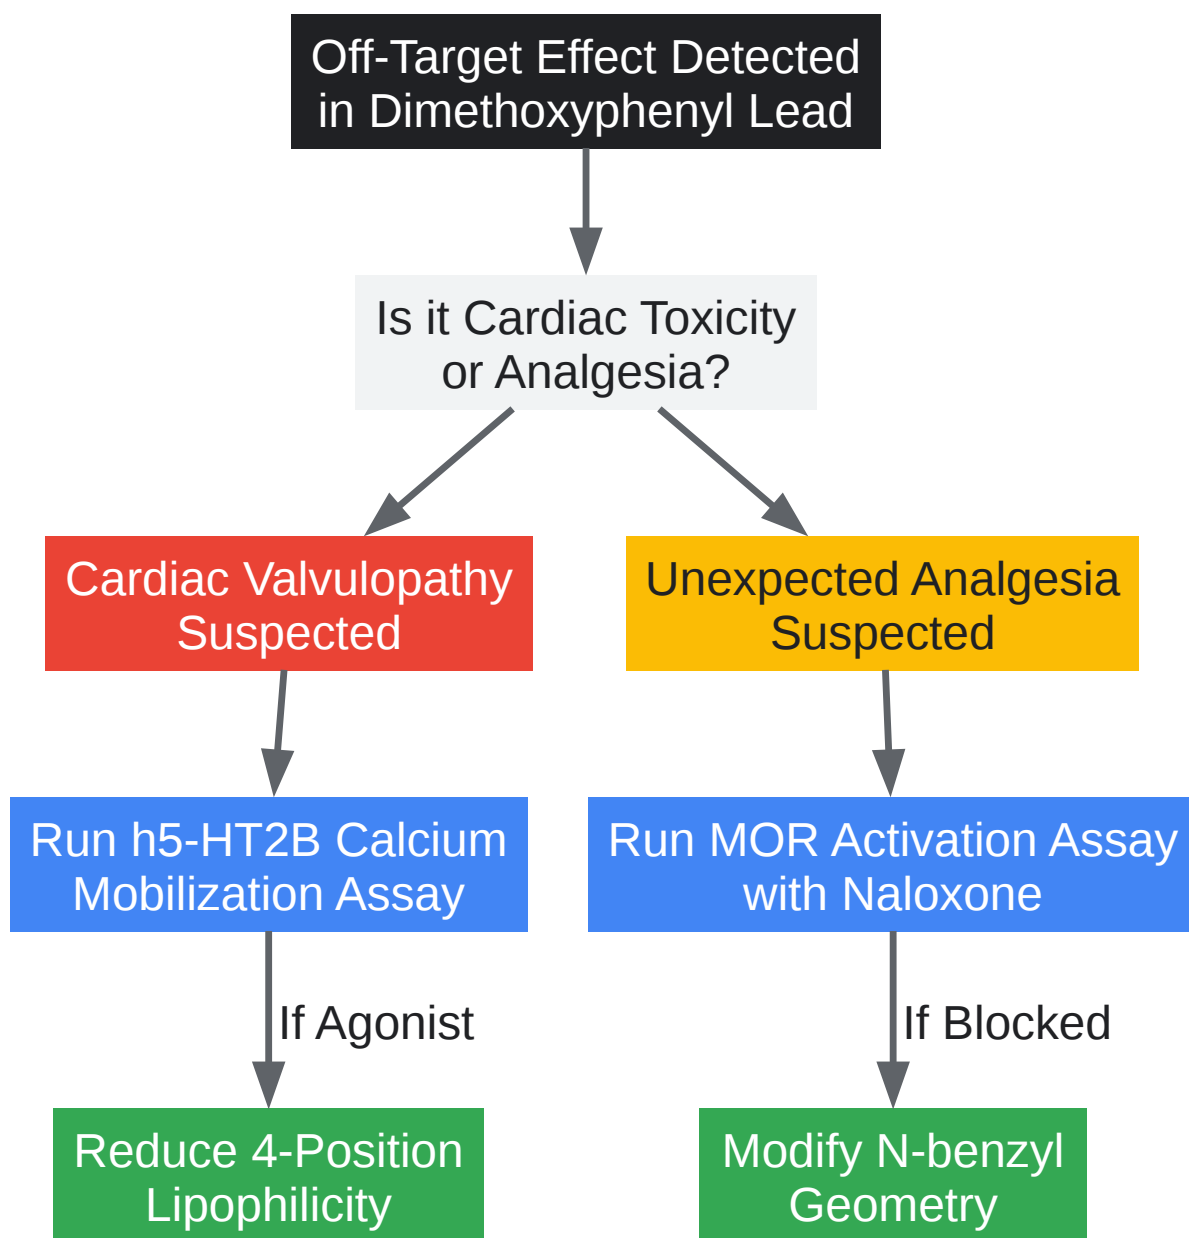 Off-Target Effect Detected
in Dimethoxyphenyl Lead
Is it Cardiac Toxicity
or Analgesia?
Cardiac Valvulopathy
Suspected
Unexpected Analgesia
Suspected
Run h5-HT2B Calcium
Mobilization Assay
Run MOR Activation Assay
with Naloxone
If Agonist
If Blocked
Reduce 4-Position
Lipophilicity
Modify N-benzyl
Geometry